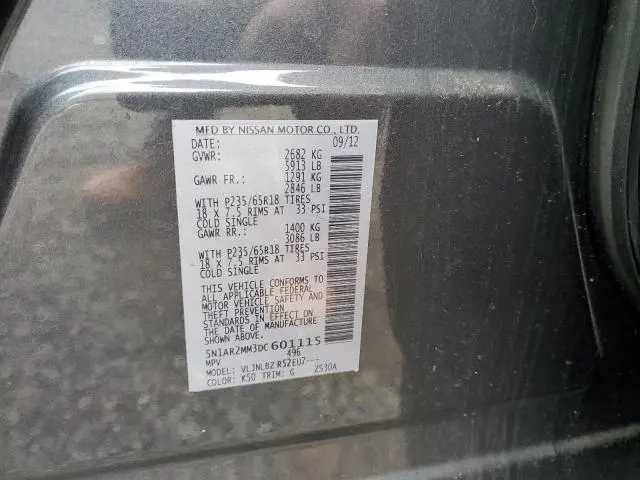 MFD BY NISSAN MOTOR CO., LTD.
DATE: 09/12
GVWR: 2682 KG
5913 LB
GAWR FR.: 1291 KG
2846 LB
WITH P235/65R18 TIRES
18 X 7.5 RIMS AT 33 PSI
COLD SINGLE
GAWR RR.: 1400 KG
3086 LB
WITH P235/65R18 TIRES
18 X 7.5 RIMS AT 33 PSI
COLD SINGLE
THIS VEHICLE CONFORMS TO
ALL APPLICABLE FEDERAL
MOTOR VEHICLE SAFETY AND
THEFT PREVENTION
STANDARDS IN EFFECT ON
THE DATE OF MANUFACTURE
SHOWN ABOVE.
5N1AR2MM3DC601115
MPV 496
MODEL: VLJNLBZ R52EU7---
COLOR: K50 TRIM: G ZS30A